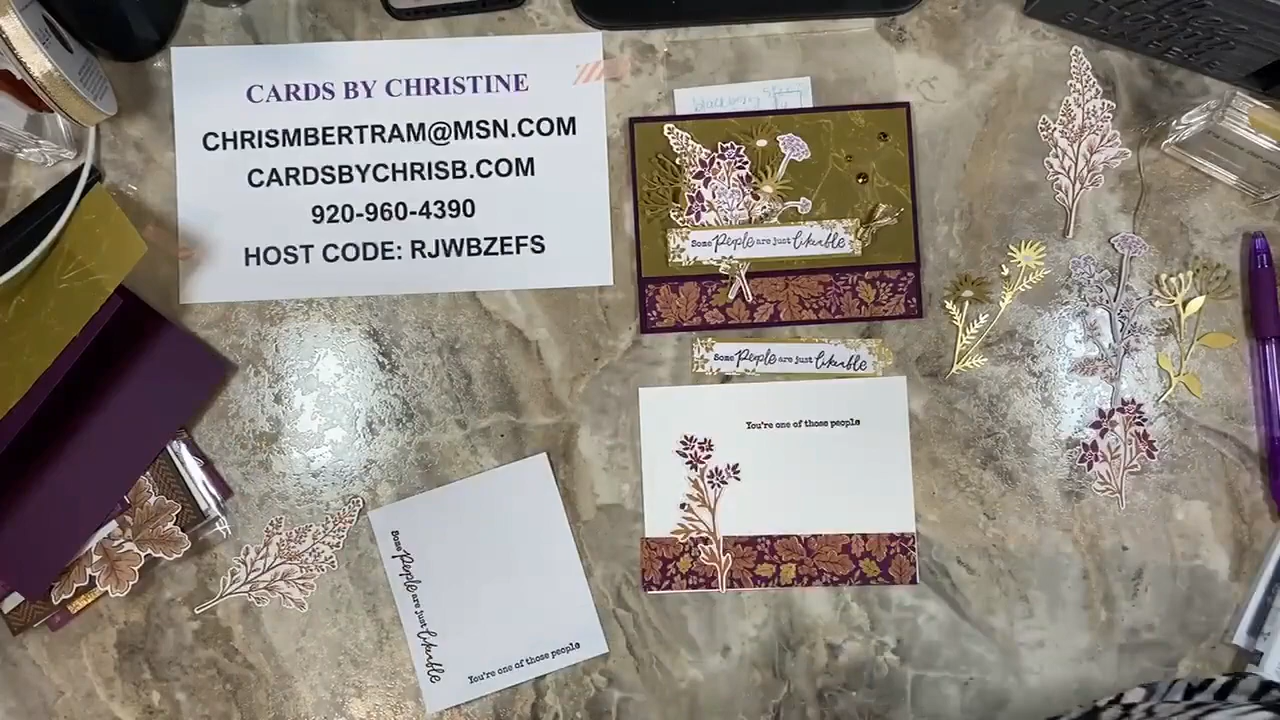 CARDS BY CHRISTINE
CHRISMBERTRAM@MSN.COM
CARDSBYCHRISB.COM
920-960-4390
HOST CODE: RJWBZEFS
Some People are just likeable
Some People are just likeable
You're one of those people
Some People are just likeable
You're one of those people